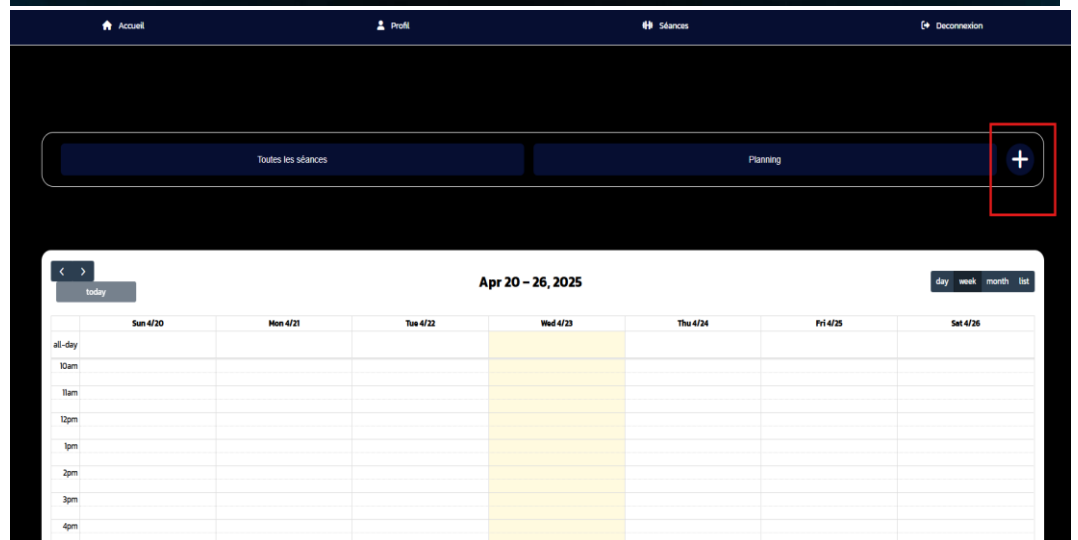 Accueil Profil Séances Deconnexion
Toutes les séances Planning +
< >
today
Apr 20 – 26, 2025
day week month list
Sun 4/20 Mon 4/21 Tue 4/22 Wed 4/23 Thu 4/24 Fri 4/25 Sat 4/26
all-day
10am
11am
12pm
1pm
2pm
3pm
4pm